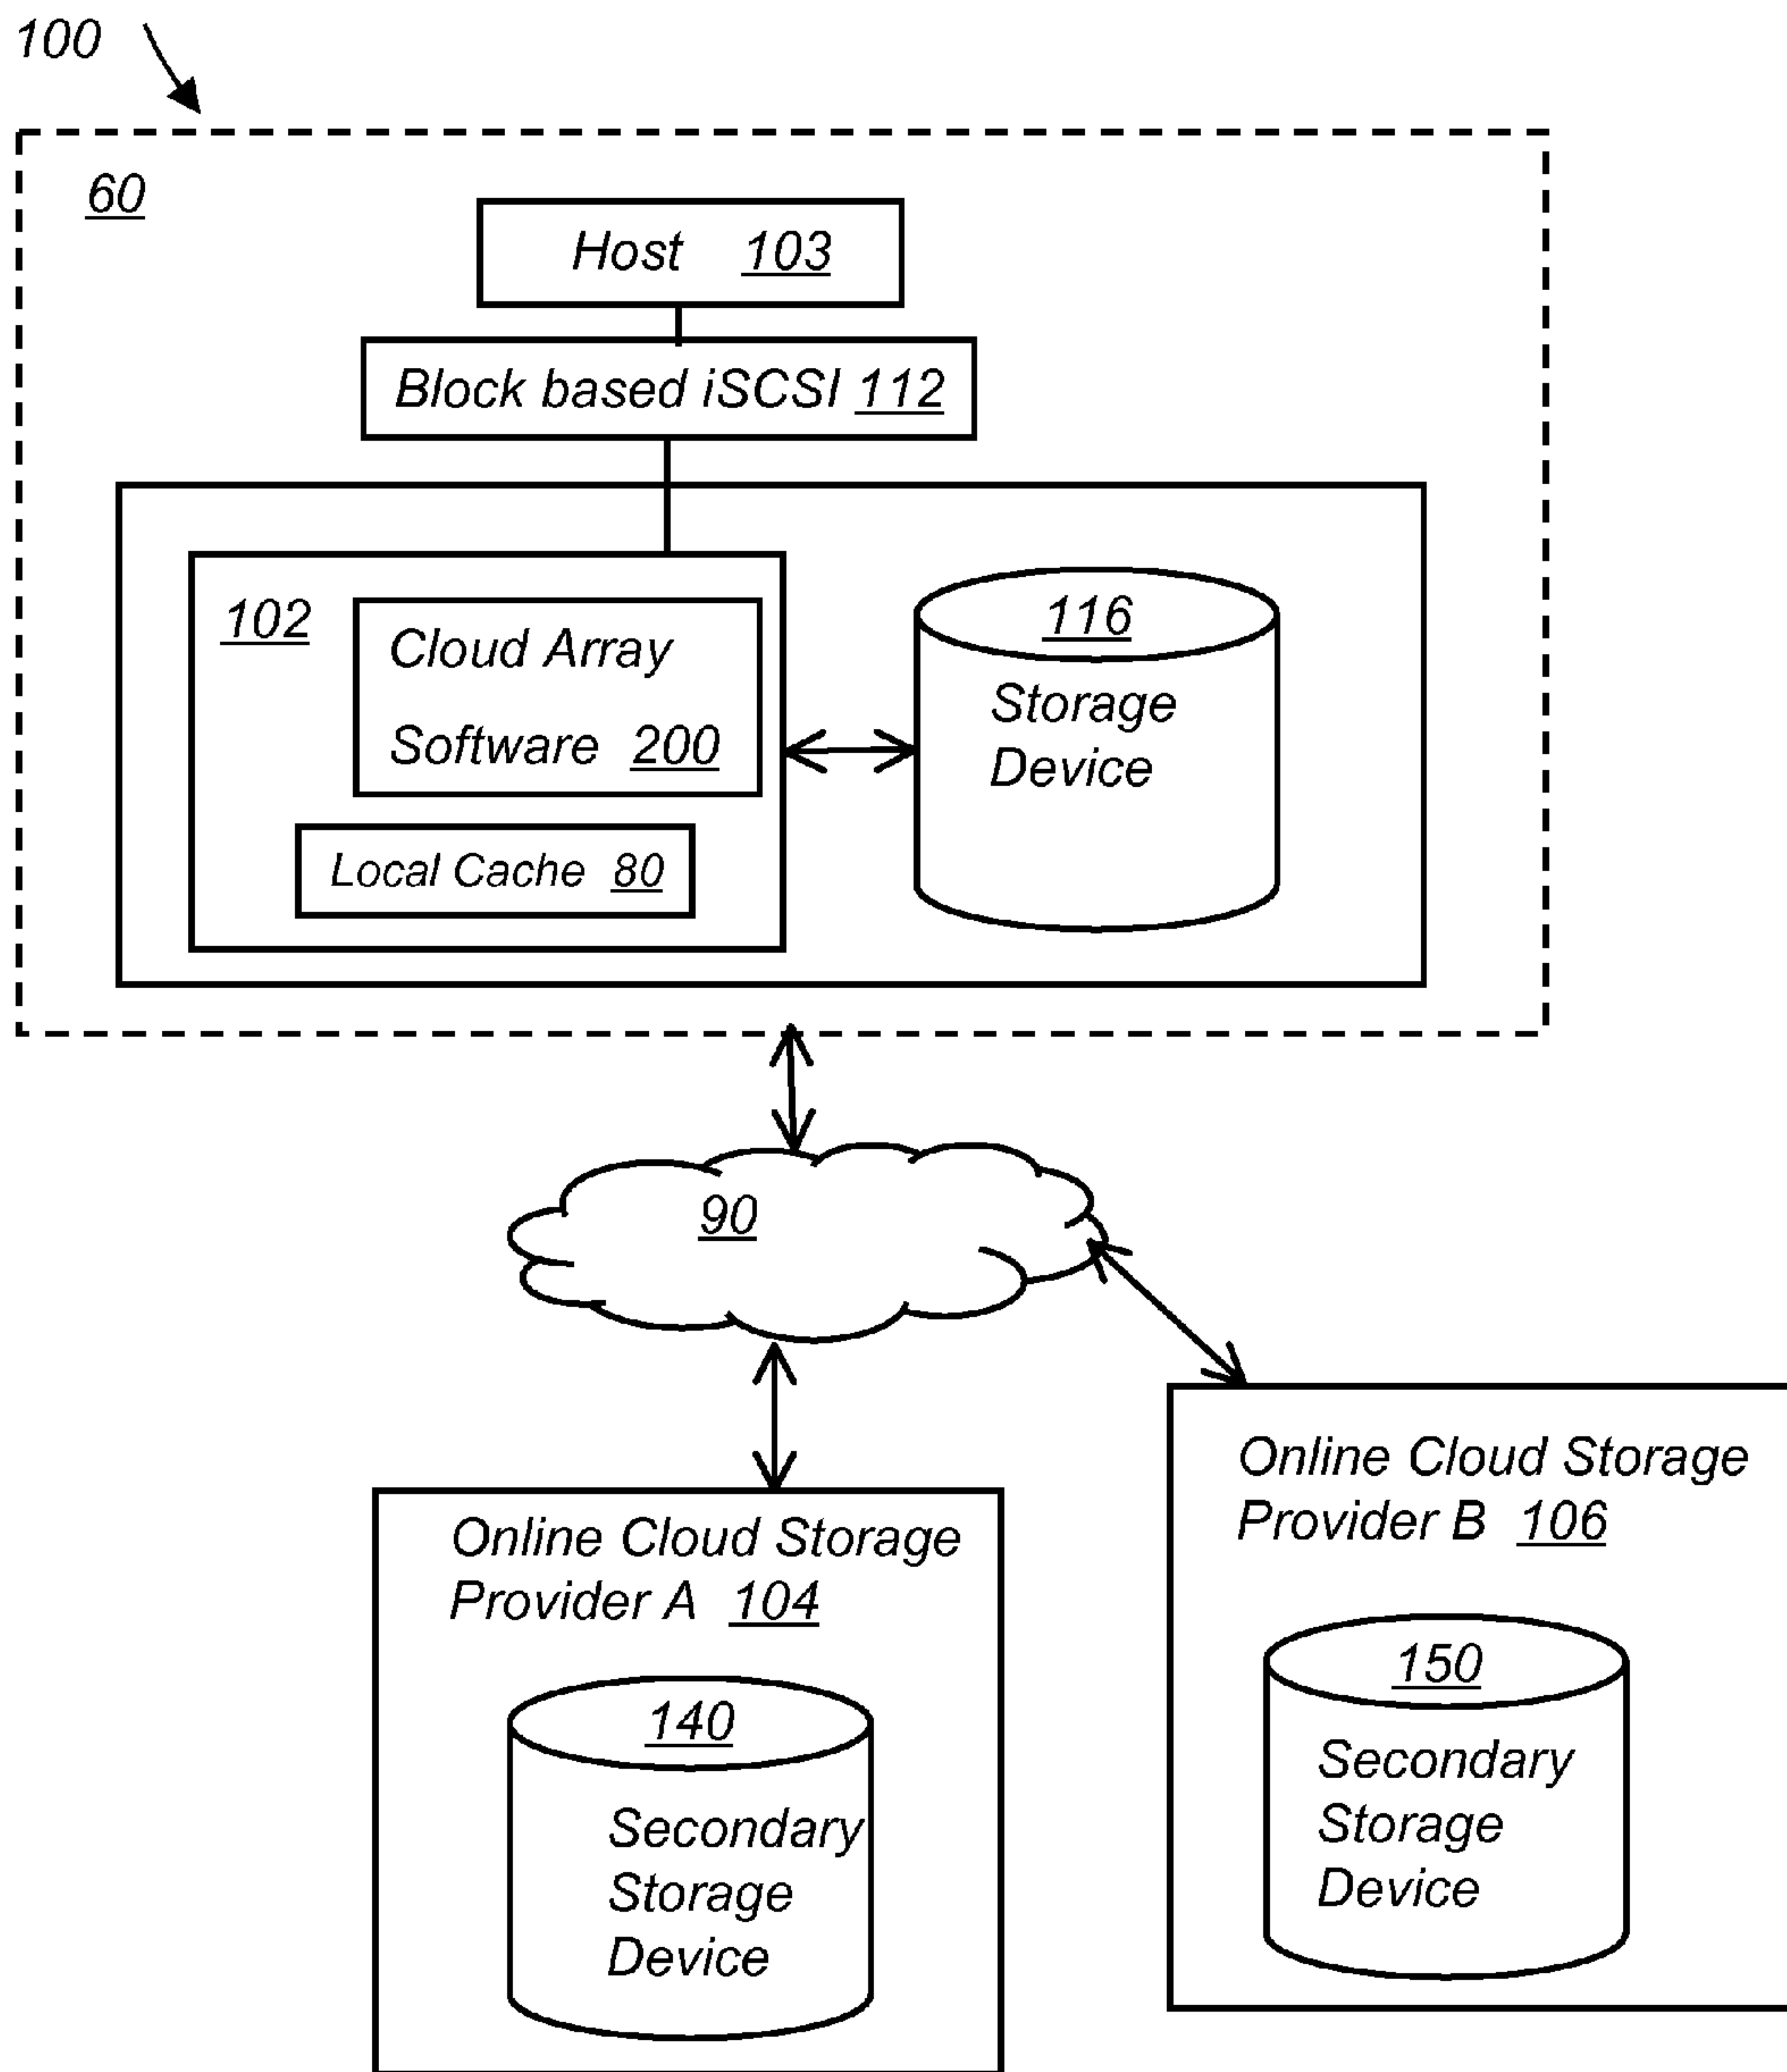 100
60
Host 103
Block based iSCSI 112
102
Cloud Array
Software 200
Local Cache 80
116
Storage
Device
90
Online Cloud Storage
Provider A 104
140
Secondary
Storage
Device
Online Cloud Storage
Provider B 106
150
Secondary
Storage
Device